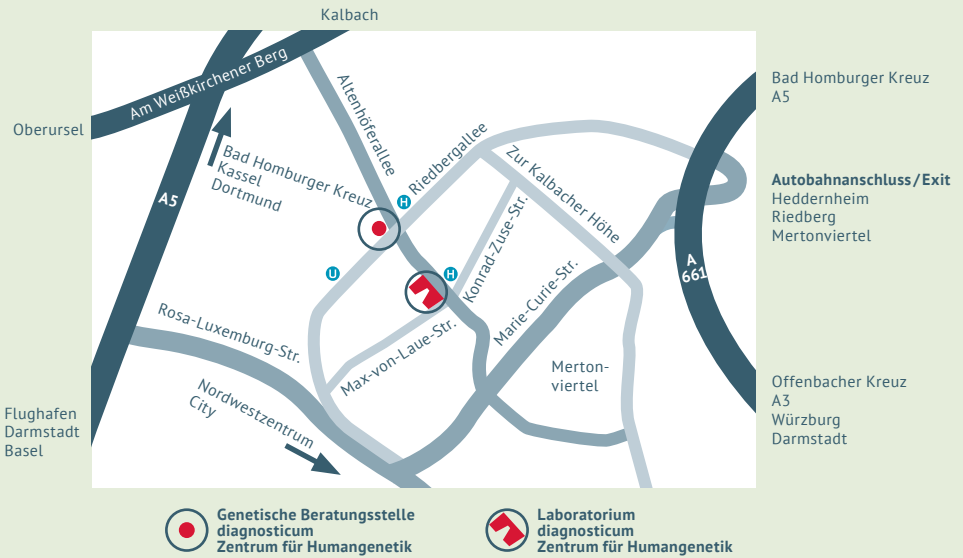 Kalbach
Am Weißkirchener Berg
Oberursel
Altenhöferallee
Bad Homburger Kreuz
A5
Autobahnanschluss/Exit
Heddernheim
Riedberg
Mertonviertel
Bad Homburger Kreuz
Kassel
Dortmund
A5
Riedbergallee
H
Zur Kalbacher Höhe
Konrad-Zuse-Str.
U
H
A
661
Marie-Curie-Str.
Rosa-Luxemburg-Str.
Max-von-Laue-Str.
Merton-
viertel
Nordwestzentrum
City
Flughafen
Darmstadt
Basel
Offenbacher Kreuz
A3
Würzburg
Darmstadt
Genetische Beratungsstelle
diagnosticum
Zentrum für Humangenetik
Laboratorium
diagnosticum
Zentrum für Humangenetik